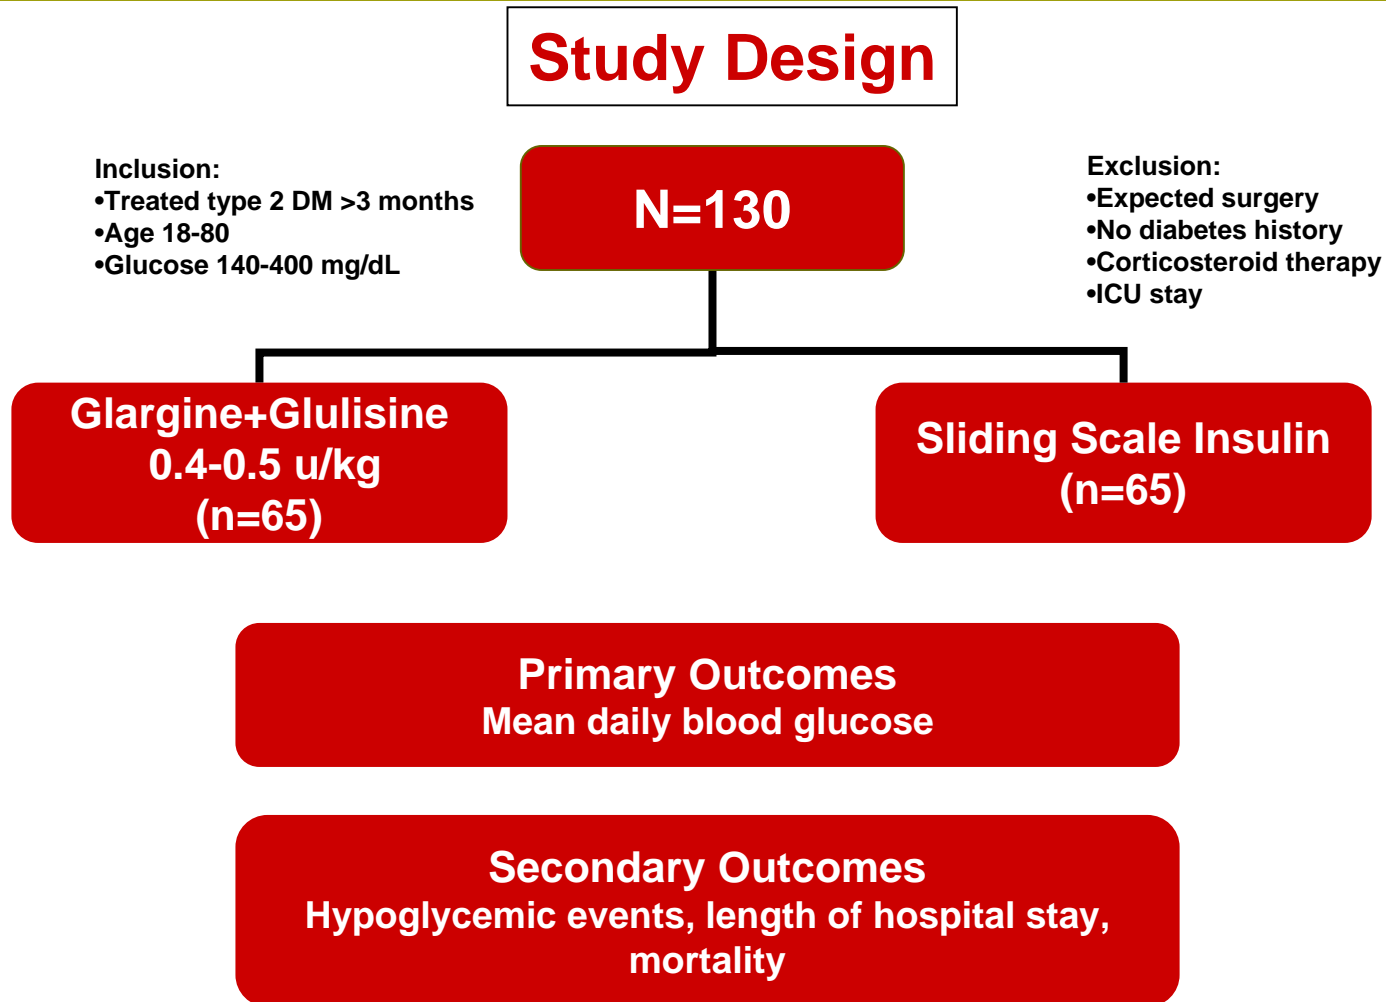 Study Design
Inclusion:
•Treated type 2 DM >3 months
•Age 18-80
•Glucose 140-400 mg/dL
N=130
Exclusion:
•Expected surgery
•No diabetes history
•Corticosteroid therapy
•ICU stay
Glargine+Glulisine
0.4-0.5 u/kg
(n=65)
Sliding Scale Insulin
(n=65)
Primary Outcomes
Mean daily blood glucose
Secondary Outcomes
Hypoglycemic events, length of hospital stay,
mortality